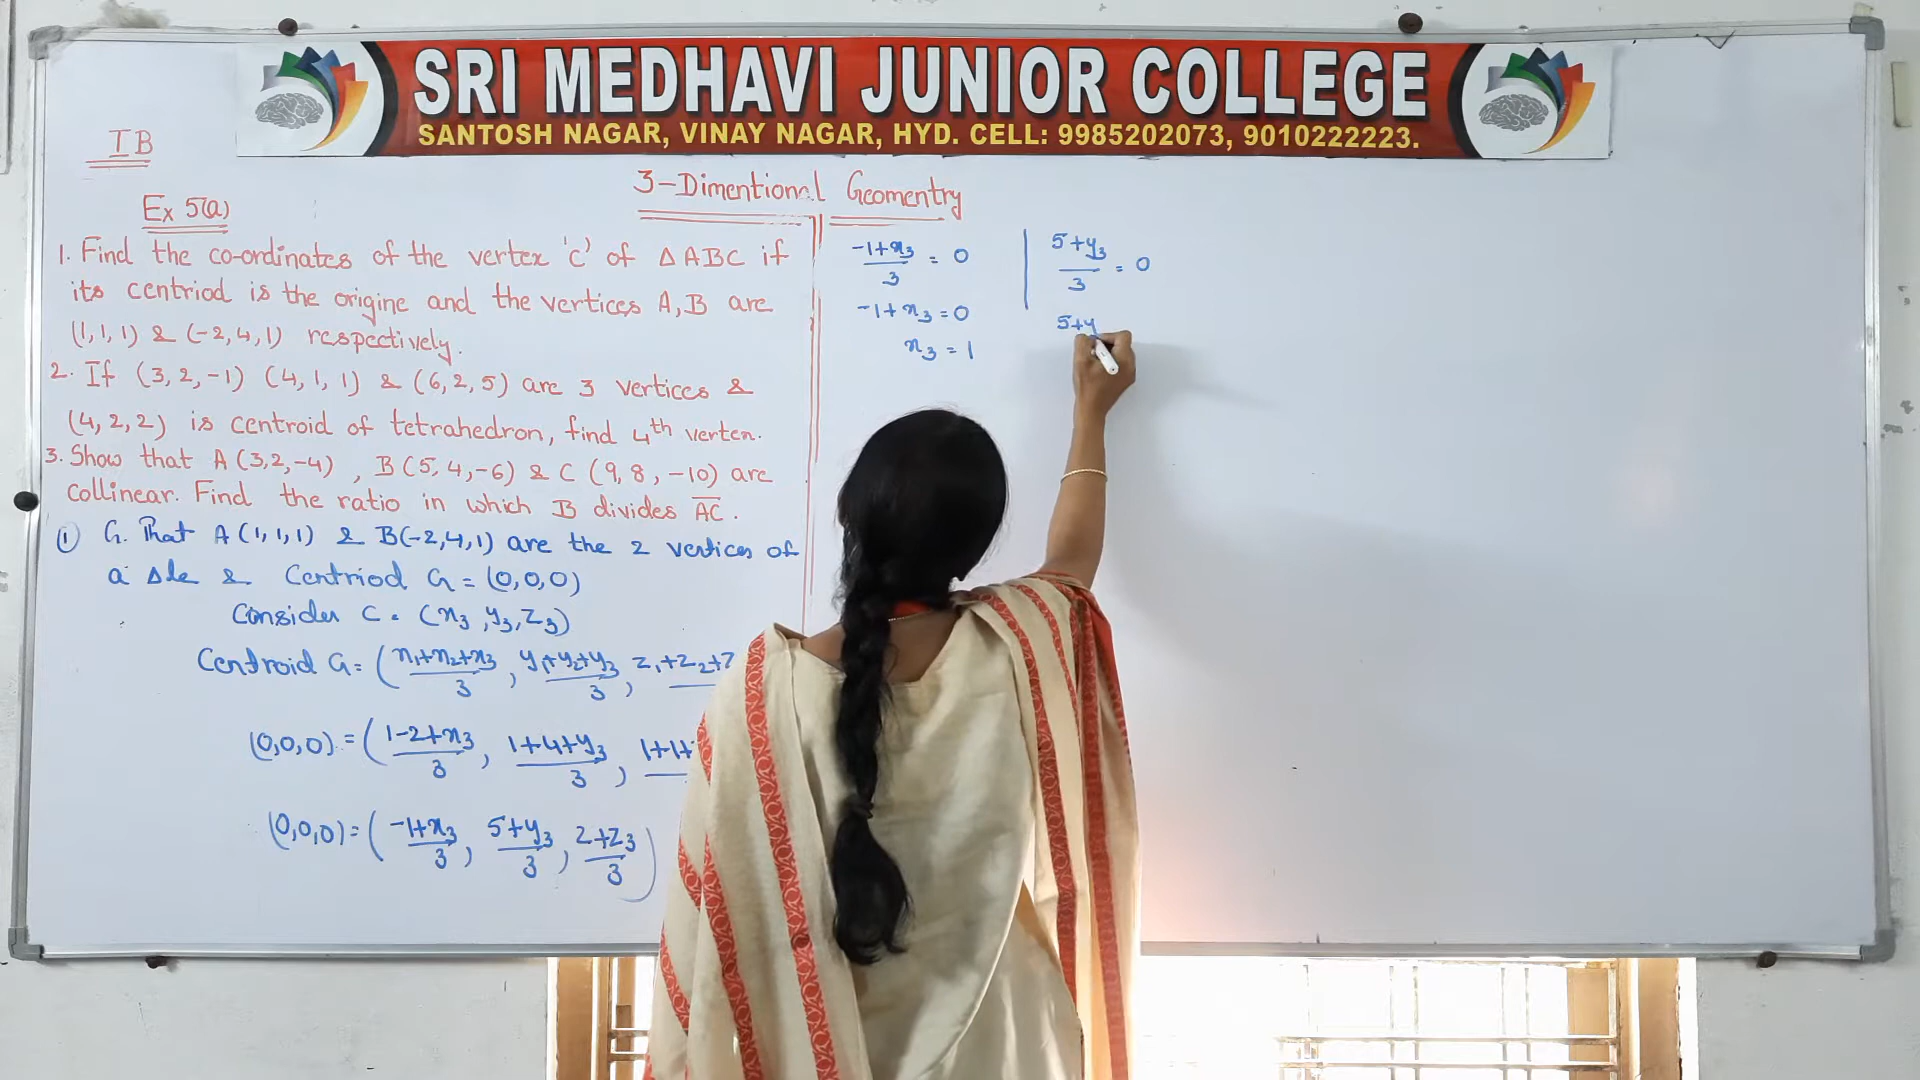 SRI MEDHAVI JUNIOR COLLEGE
SANTOSH NAGAR, VINAY NAGAR, HYD. CELL: 9985202073, 9010222223.
IB
3-Dimentional Geomentry
Ex 5(a)
1. Find the co-ordinates of the vertex 'c' of Δ ABC if
its centriod is the origine and the vertices A, B are
(1, 1, 1) & (-2, 4, 1) respectively.
2. If (3, 2, -1) (4, 1, 1) & (6, 2, 5) are 3 vertices &
(4, 2, 2) is centroid of tetrahedron, find 4th vertex.
3. Show that A (3,2,-4) , B (5, 4, -6) & C (9, 8, -10) are
collinear. Find the ratio in which B divides A̅C̅.
① G. That A (1, 1, 1) & B(-2,4,1) are the 2 vertices of
a Δle & Centriod G = (0,0,0)
Consider C = (x₃, y₃, z₃)
Centroid G = ( x₁+x₂+x₃/3 , y₁+y₂+y₃/3 , z₁+z₂+z
(0,0,0) = ( 1-2+x₃/3 , 1+4+y₃/3 , 1+1+
(0,0,0) = ( -1+x₃/3 , 5+y₃/3 , 2+z₃/3 )
-1+x₃/3 = 0
-1+x₃ = 0
x₃ = 1
5+y₃/3 = 0
5+y